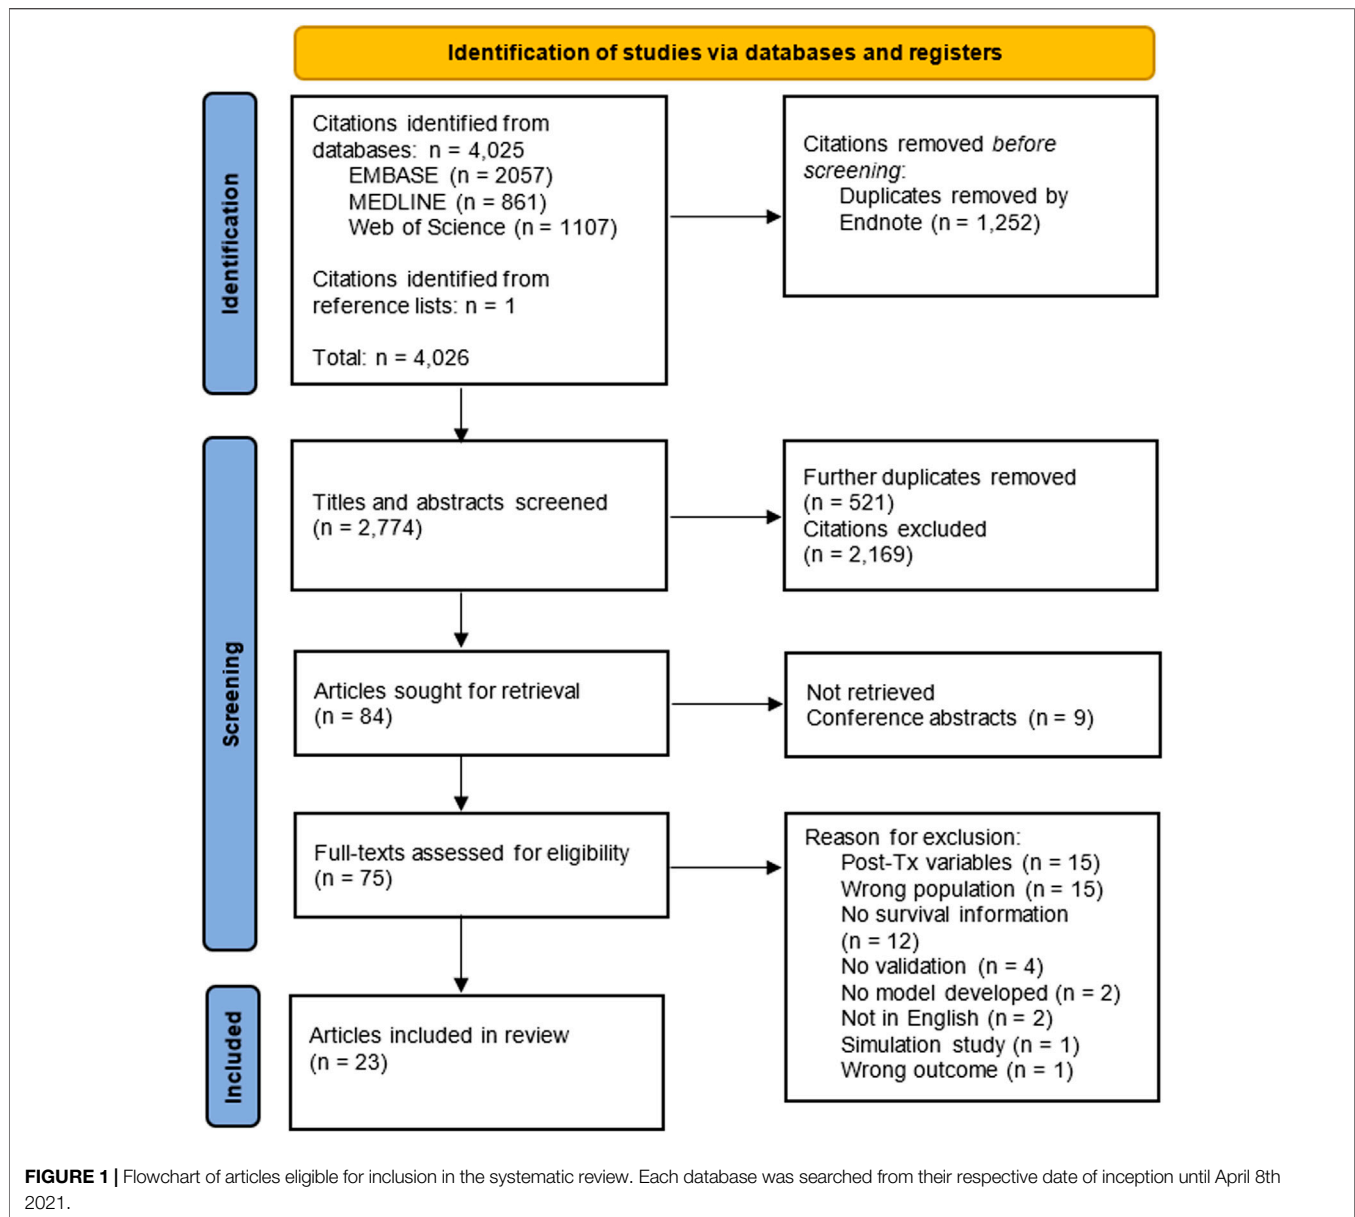 Identification of studies via databases and registers
Identification
Citations identified from
databases: n = 4,025
EMBASE (n = 2057)
MEDLINE (n = 861)
Web of Science (n = 1107)
Citations identified from
reference lists: n = 1
Total: n = 4,026
Citations removed before
screening:
Duplicates removed by
Endnote (n = 1,252)
Screening
Titles and abstracts screened
(n = 2,774)
Further duplicates removed
(n = 521)
Citations excluded
(n = 2,169)
Articles sought for retrieval
(n = 84)
Not retrieved
Conference abstracts (n = 9)
Full-texts assessed for eligibility
(n = 75)
Reason for exclusion:
Post-Tx variables (n = 15)
Wrong population (n = 15)
No survival information
(n = 12)
No validation (n = 4)
No model developed (n = 2)
Not in English (n = 2)
Simulation study (n = 1)
Wrong outcome (n = 1)
Included
Articles included in review
(n = 23)
FIGURE 1 | Flowchart of articles eligible for inclusion in the systematic review. Each database was searched from their respective date of inception until April 8th
2021.